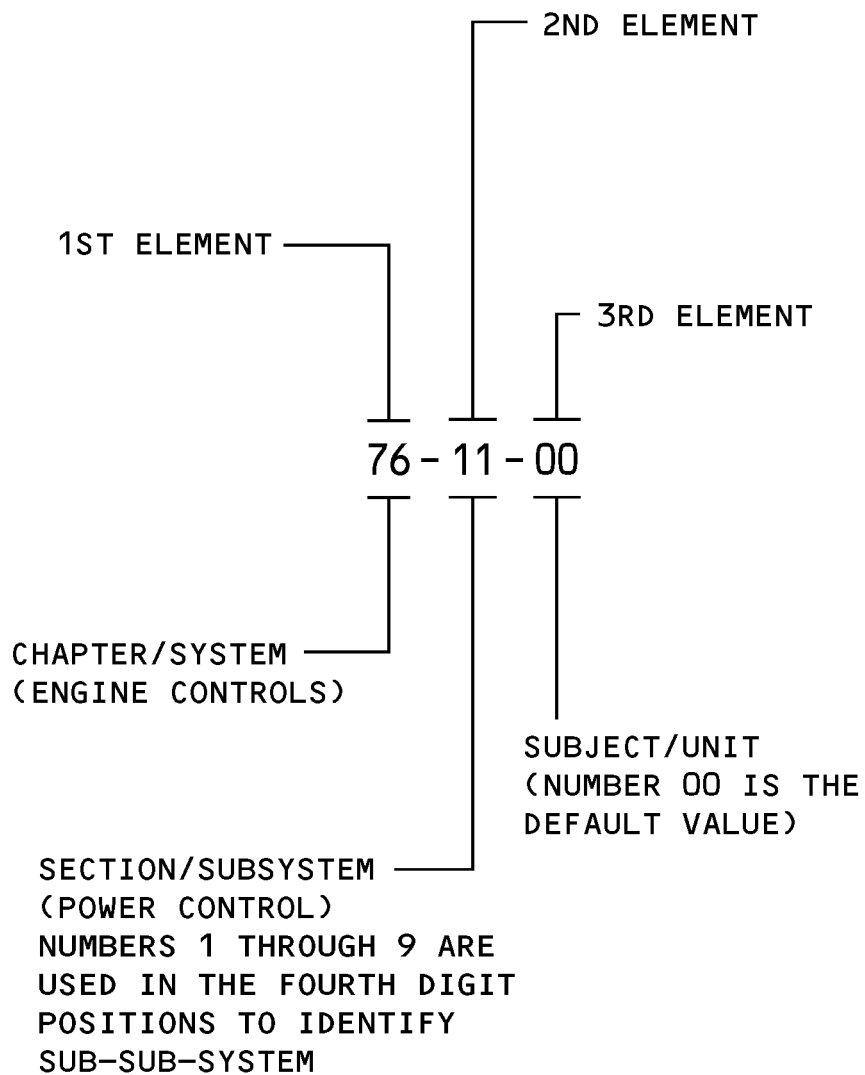 2ND ELEMENT
1ST ELEMENT
3RD ELEMENT
76-11-00
CHAPTER/SYSTEM
(ENGINE CONTROLS)
SUBJECT/UNIT
(NUMBER 00 IS THE
DEFAULT VALUE)
SECTION/SUBSYSTEM
(POWER CONTROL)
NUMBERS 1 THROUGH 9 ARE
USED IN THE FOURTH DIGIT
POSITIONS TO IDENTIFY
SUB-SUB-SYSTEM